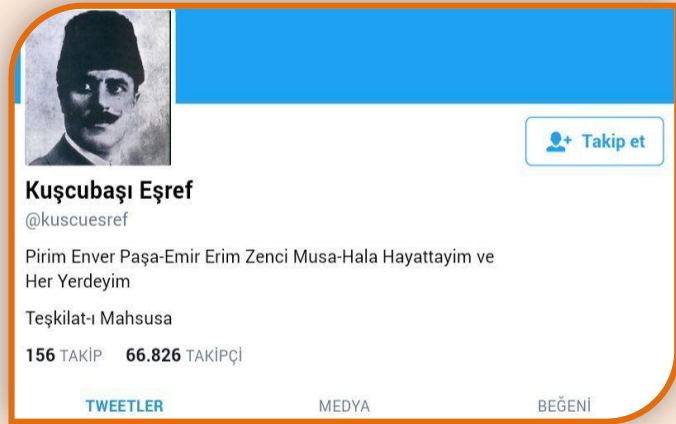 Takip et
Kuşcubaşı Eşref
@kuscuesref
Pirim Enver Paşa-Emir Erim Zenci Musa-Hala Hayattayim ve
Her Yerdeyim
Teşkilat-ı Mahsusa
156 TAKİP 66.826 TAKİPÇİ
TWEETLER MEDYA BEĞENİ